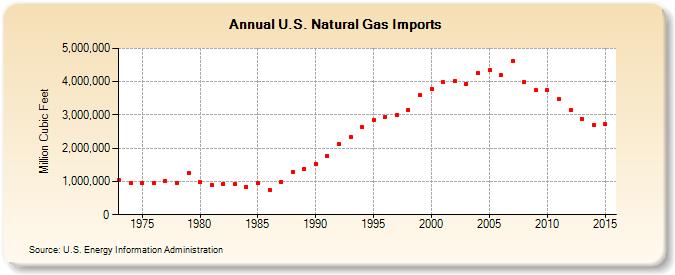 Annual U.S. Natural Gas Imports
Million Cubic Feet
5,000,000
4,000,000
3,000,000
2,000,000
1,000,000
0
1975 1980 1985 1990 1995 2000 2005 2010 2015
Source: U.S. Energy Information Administration